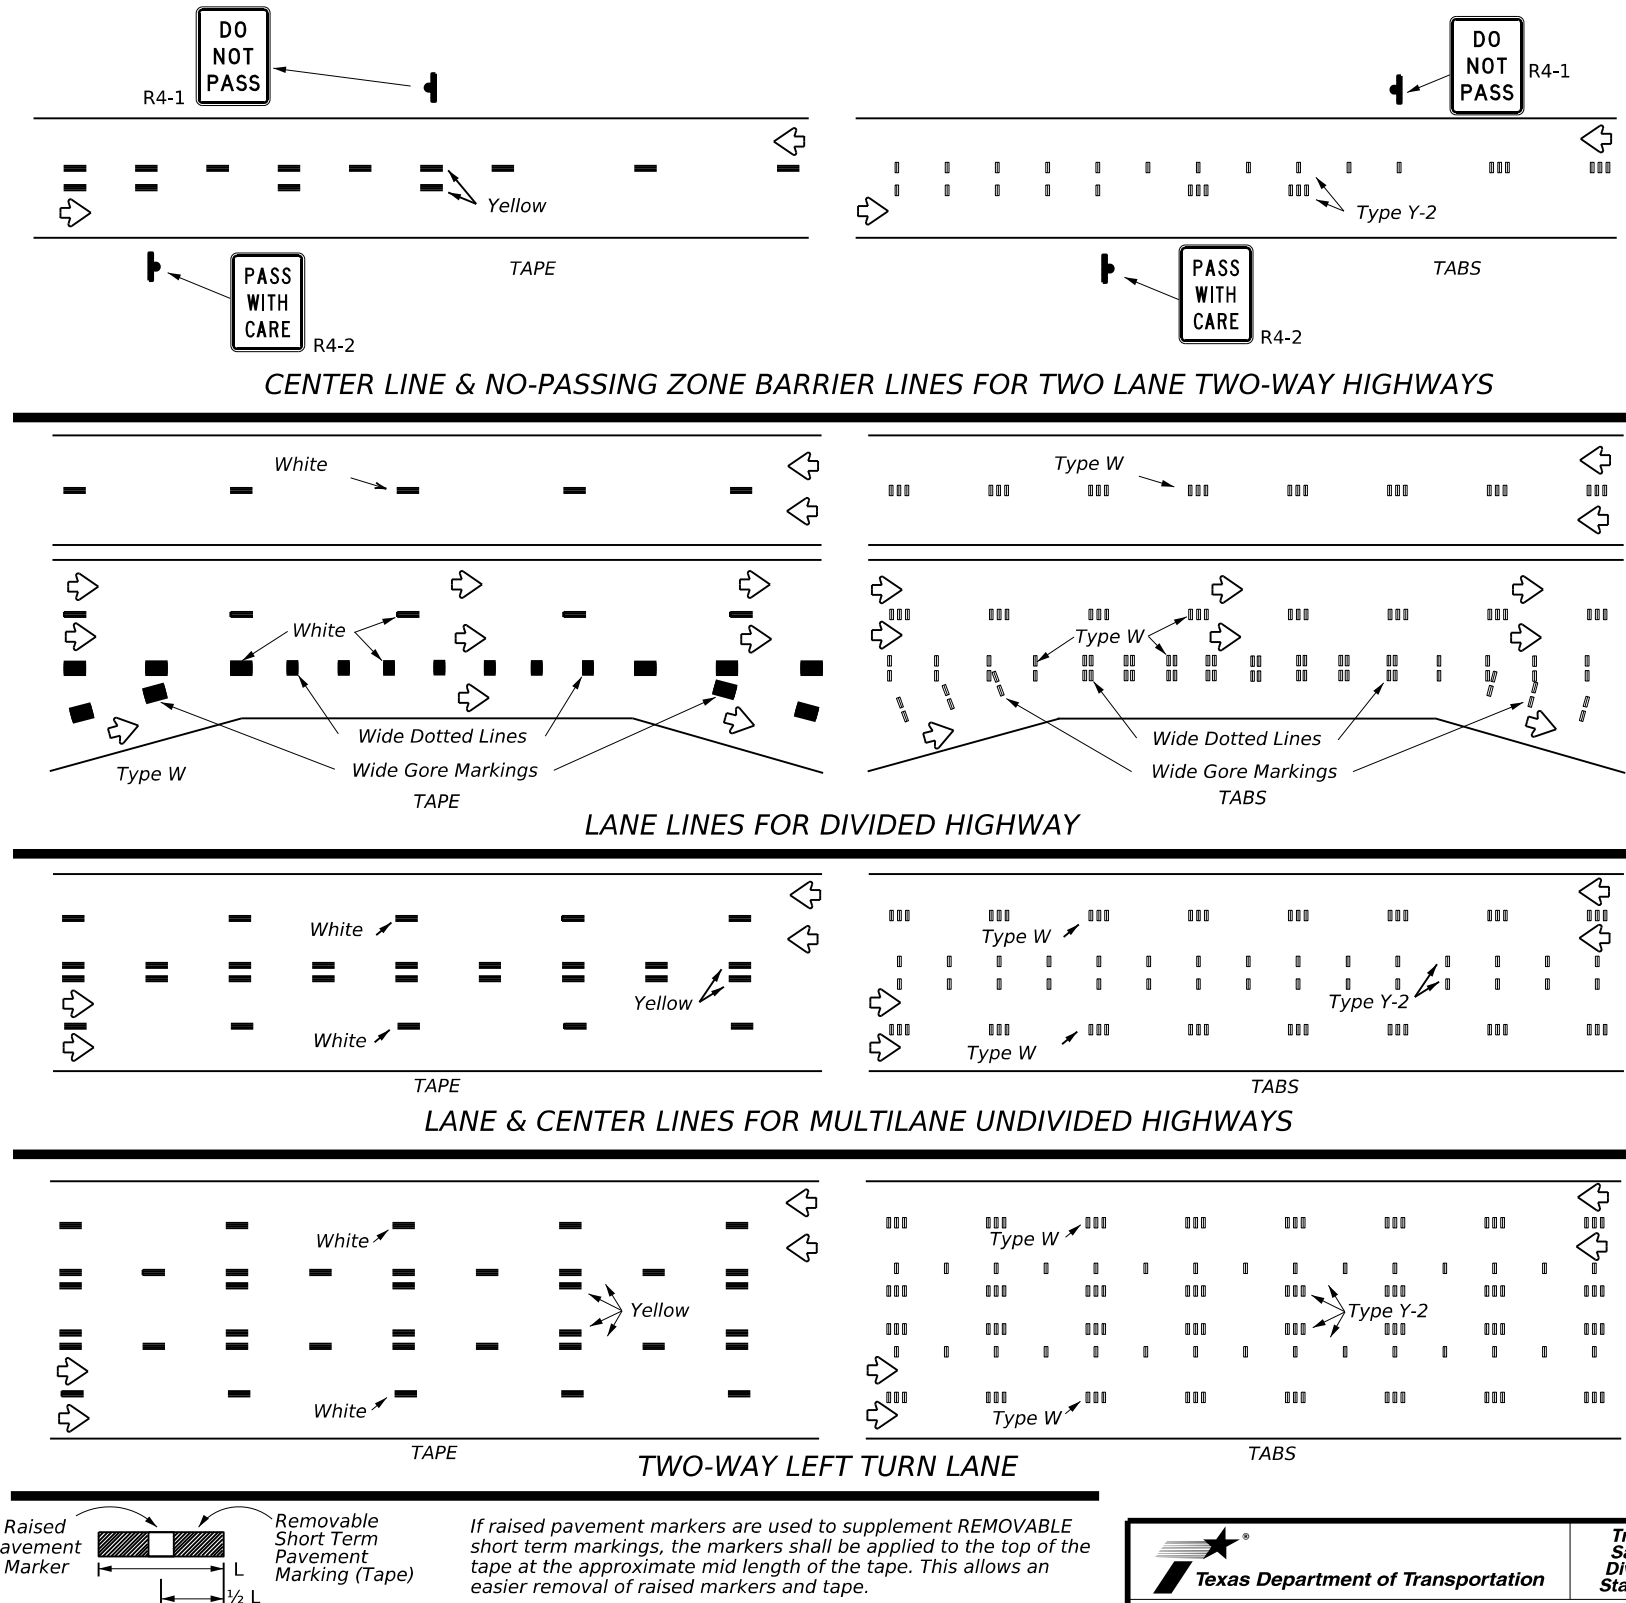 DO
NOT
PASS
R4-1
DO
NOT
PASS
R4-1
Yellow
Type Y-2
TAPE
TABS
PASS
WITH
CARE
R4-2
PASS
WITH
CARE
R4-2
CENTER LINE & NO-PASSING ZONE BARRIER LINES FOR TWO LANE TWO-WAY HIGHWAYS
White
Type W
White
Type W
Wide Dotted Lines
Wide Gore Markings
Type W
TAPE
Wide Dotted Lines
Wide Gore Markings
TABS
LANE LINES FOR DIVIDED HIGHWAY
White
Type W
Yellow
Type Y-2
White
Type W
TAPE
TABS
LANE & CENTER LINES FOR MULTILANE UNDIVIDED HIGHWAYS
White
Type W
Yellow
Type Y-2
White
Type W
TAPE
TABS
TWO-WAY LEFT TURN LANE
Raised
avement
Marker
Removable
Short Term
Pavement
Marking (Tape)
L
½ L
If raised pavement markers are used to supplement REMOVABLE
short term markings, the markers shall be applied to the top of the
tape at the approximate mid length of the tape. This allows an
easier removal of raised markers and tape.
®
Texas Department of Transportation